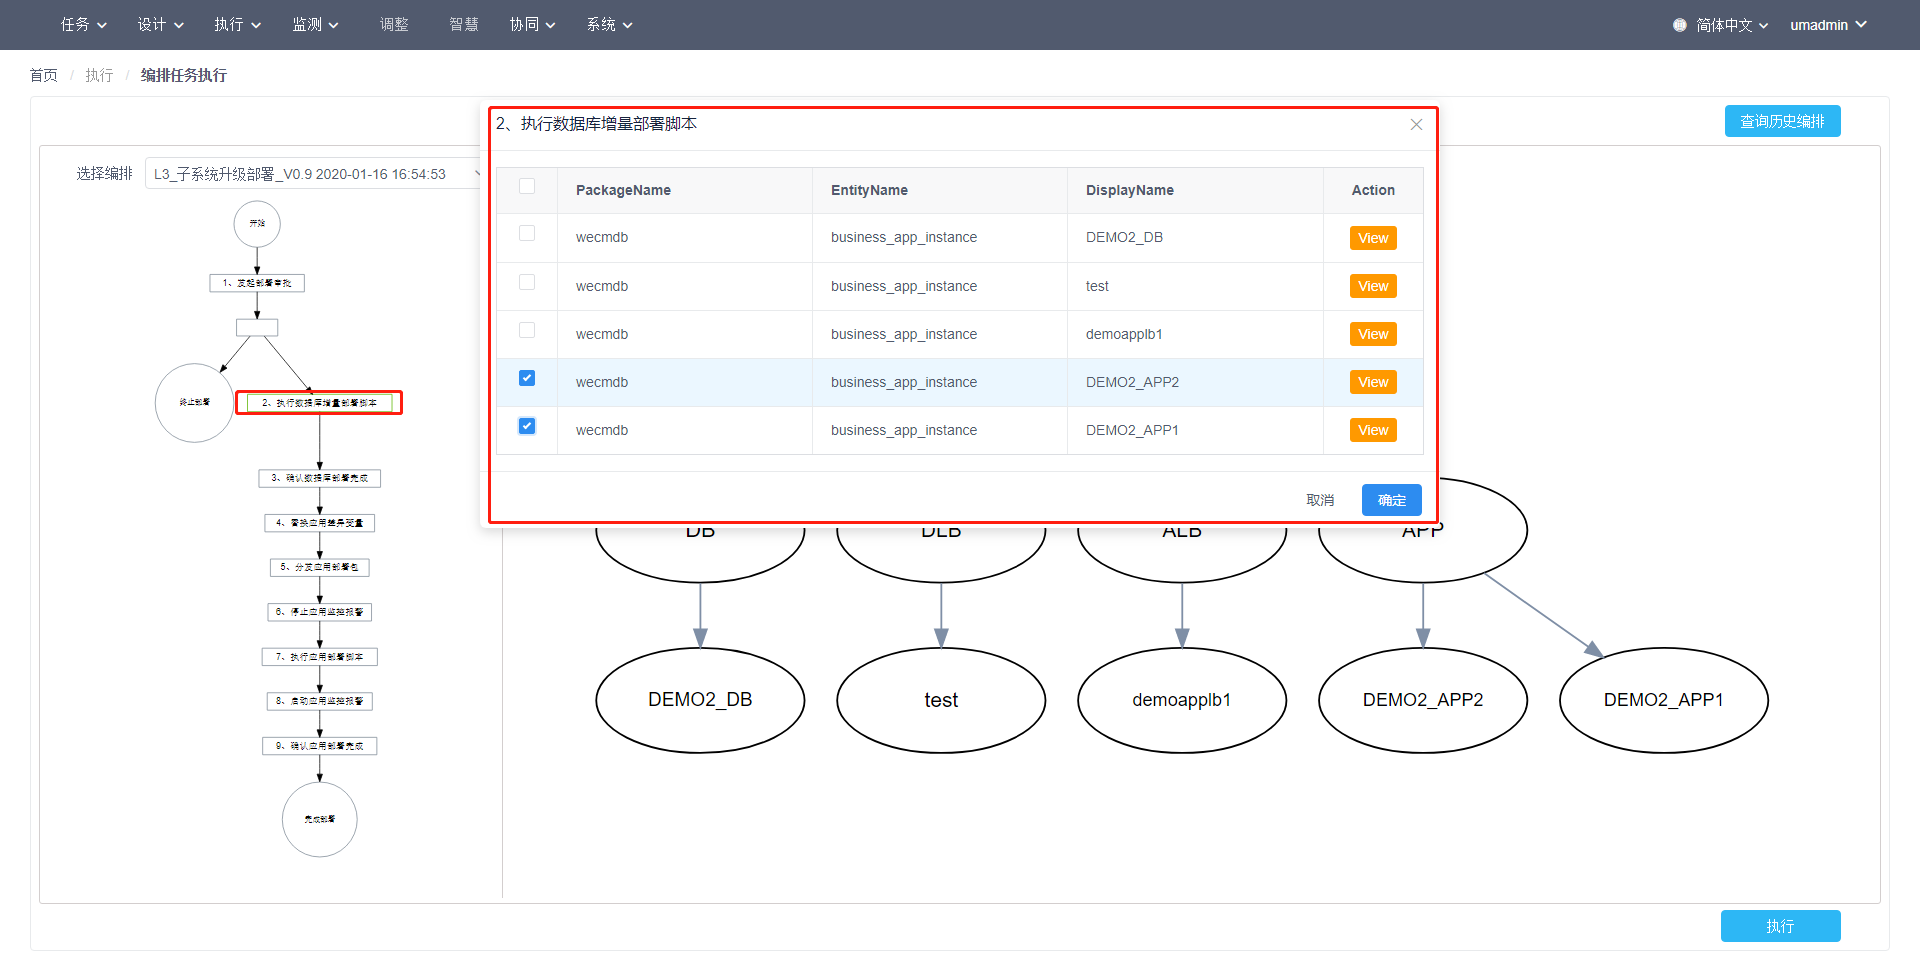 任务 设计 执行 监测 调整 智慧 协同 系统 简体中文 umadmin
首页 / 执行 / 编排任务执行
查询历史编排
选择编排 L3_子系统升级部署_V0.9 2020-01-16 16:54:53
开始
1、发起部署审批
终止部署
2、执行数据库增量部署脚本
3、确认数据库部署完成
4、替换应用差异变量
5、分发应用部署包
6、停止应用监控报警
7、执行应用部署脚本
8、启动应用监控报警
9、确认应用部署完成
完成部署
2、执行数据库增量部署脚本
PackageName EntityName DisplayName Action
wecmdb business_app_instance DEMO2_DB View
wecmdb business_app_instance test View
wecmdb business_app_instance demoapplb1 View
wecmdb business_app_instance DEMO2_APP2 View
wecmdb business_app_instance DEMO2_APP1 View
取消 确定
DB DLB ALB APP
DEMO2_DB test demoapplb1 DEMO2_APP2 DEMO2_APP1
执行